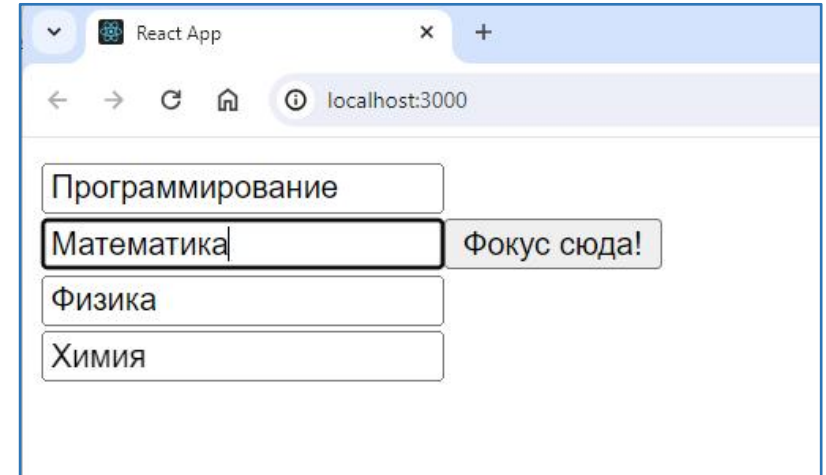 React App
localhost:3000
Программирование
Математика Фокус сюда!
Физика
Химия